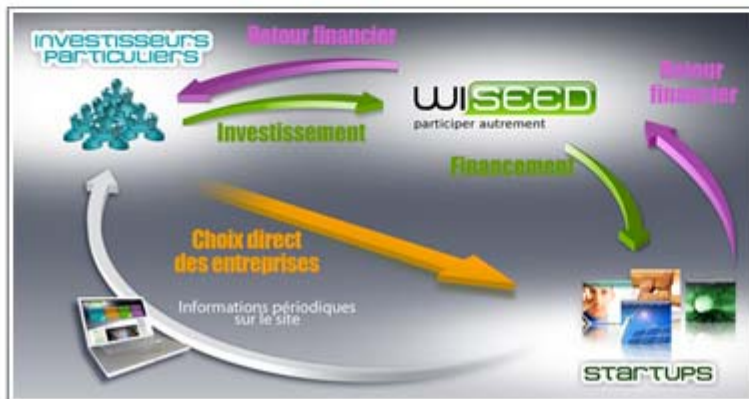 INVESTISSEURS
PARTICULIERS
Retour financier
WISEED
participer autrement
Retour
financier
Investissement
Financement
Choix direct
des entreprises
Informations périodiques
sur le site
STARTUPS